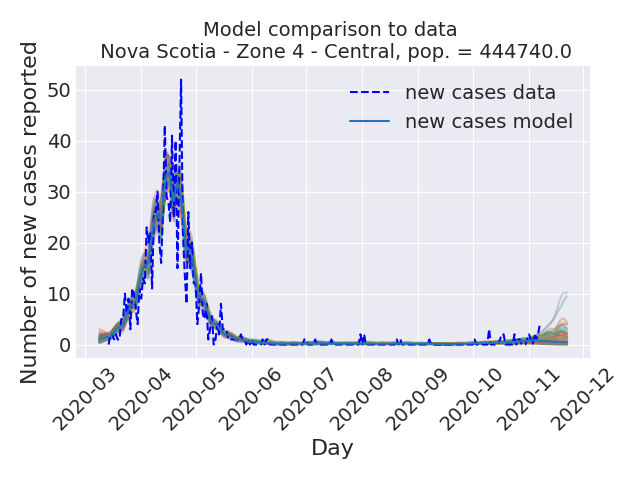 Model comparison to data
Nova Scotia - Zone 4 - Central, pop. = 444740.0
Number of new cases reported
50
40
30
20
10
0
new cases data
new cases model
2020-03
2020-04
2020-05
2020-06
2020-07
2020-08
2020-09
2020-10
2020-11
2020-12
Day